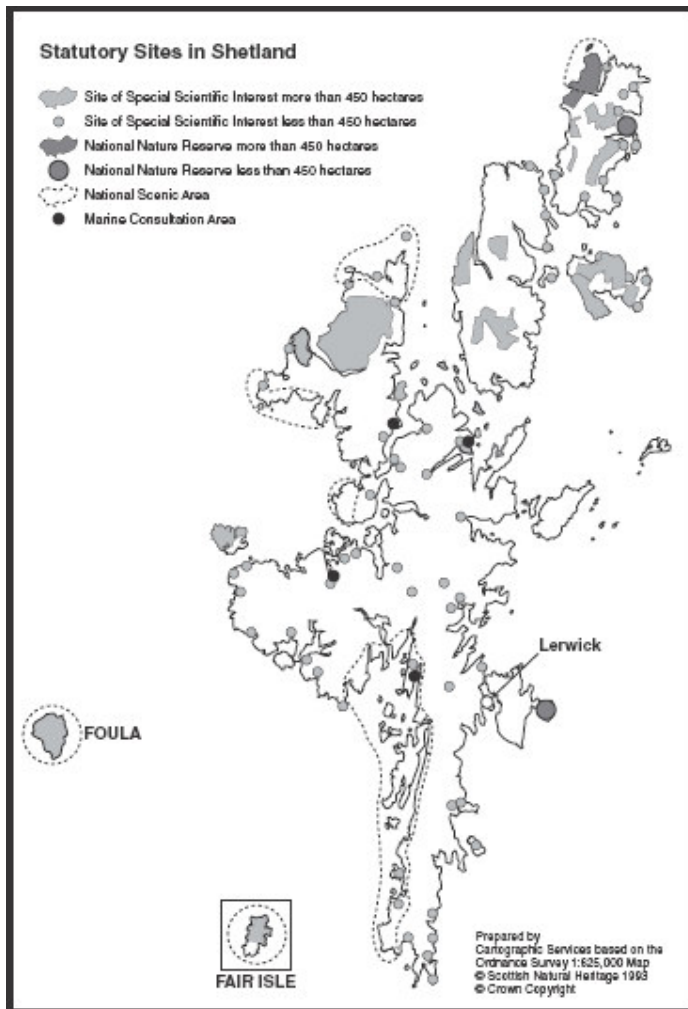 Statutory Sites in Shetland
Site of Special Scientific Interest more than 450 hectares
Site of Special Scientific Interest less than 450 hectares
National Nature Reserve more than 450 hectares
National Nature Reserve less than 450 hectares
National Scenic Area
Marine Consultation Area
Lerwick
FOULA
FAIR ISLE
Prepared by
Cartographic Services based on the
Ordnance Survey 1:625,000 Map
© Scottish Natural Heritage 1993
© Crown Copyright